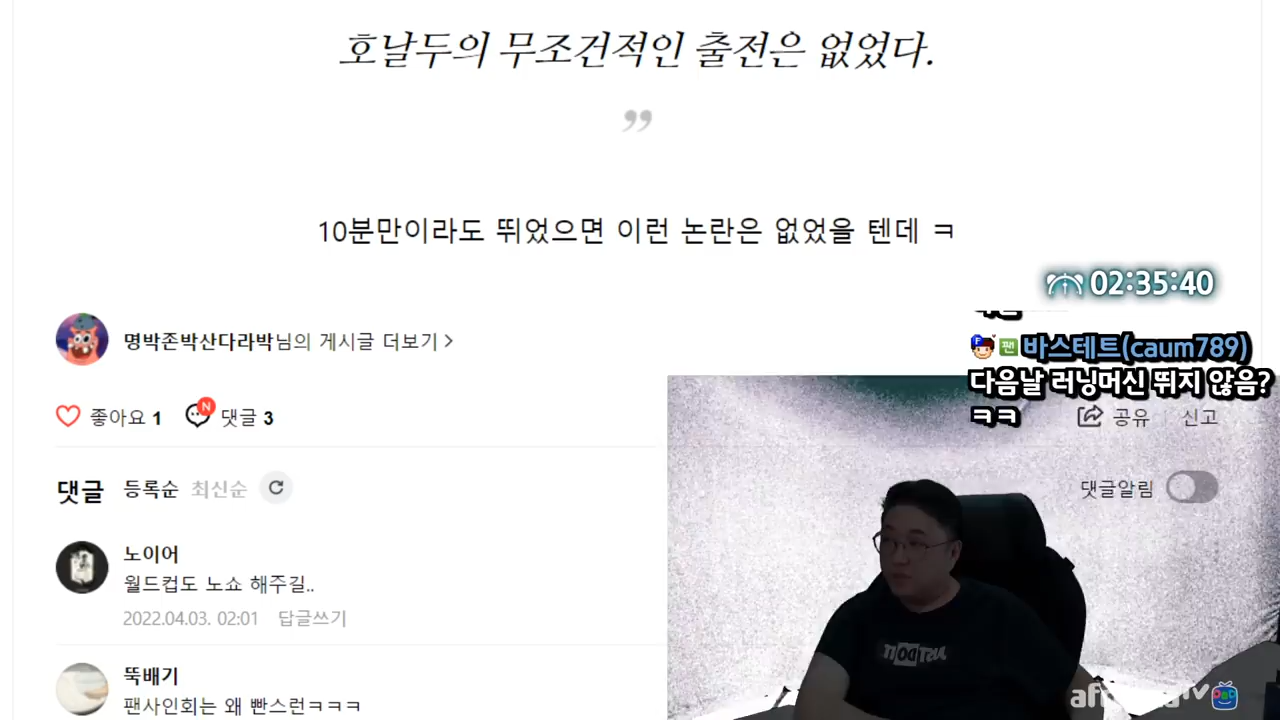 호날두의 무조건적인 출전은 없었다.
”
10분만이라도 뛰었으면 이런 논란은 없었을 텐데 ㅋ
02:35:40
명박존박산다라박님의 게시글 더보기 >
바스테트(caum789)
다음날 러닝머신 뛰지 않음?
ㅋㅋ
좋아요 1 N 댓글 3
공유 신고
댓글 등록순 최신순
댓글알림
노이어
월드컵도 노쇼 해주길..
2022.04.03. 02:01 답글쓰기
뚝배기
팬사인회는 왜 빤스런ㅋㅋㅋ